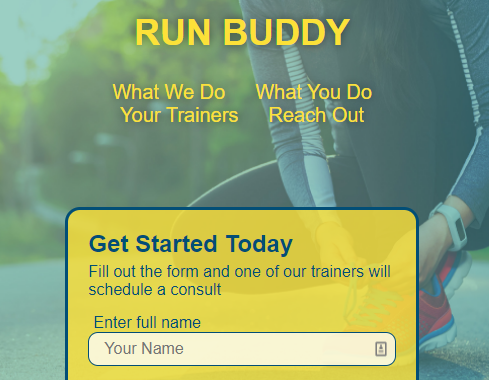 RUN BUDDY
What We Do What You Do
Your Trainers Reach Out
Get Started Today
Fill out the form and one of our trainers will
schedule a consult
Enter full name
Your Name